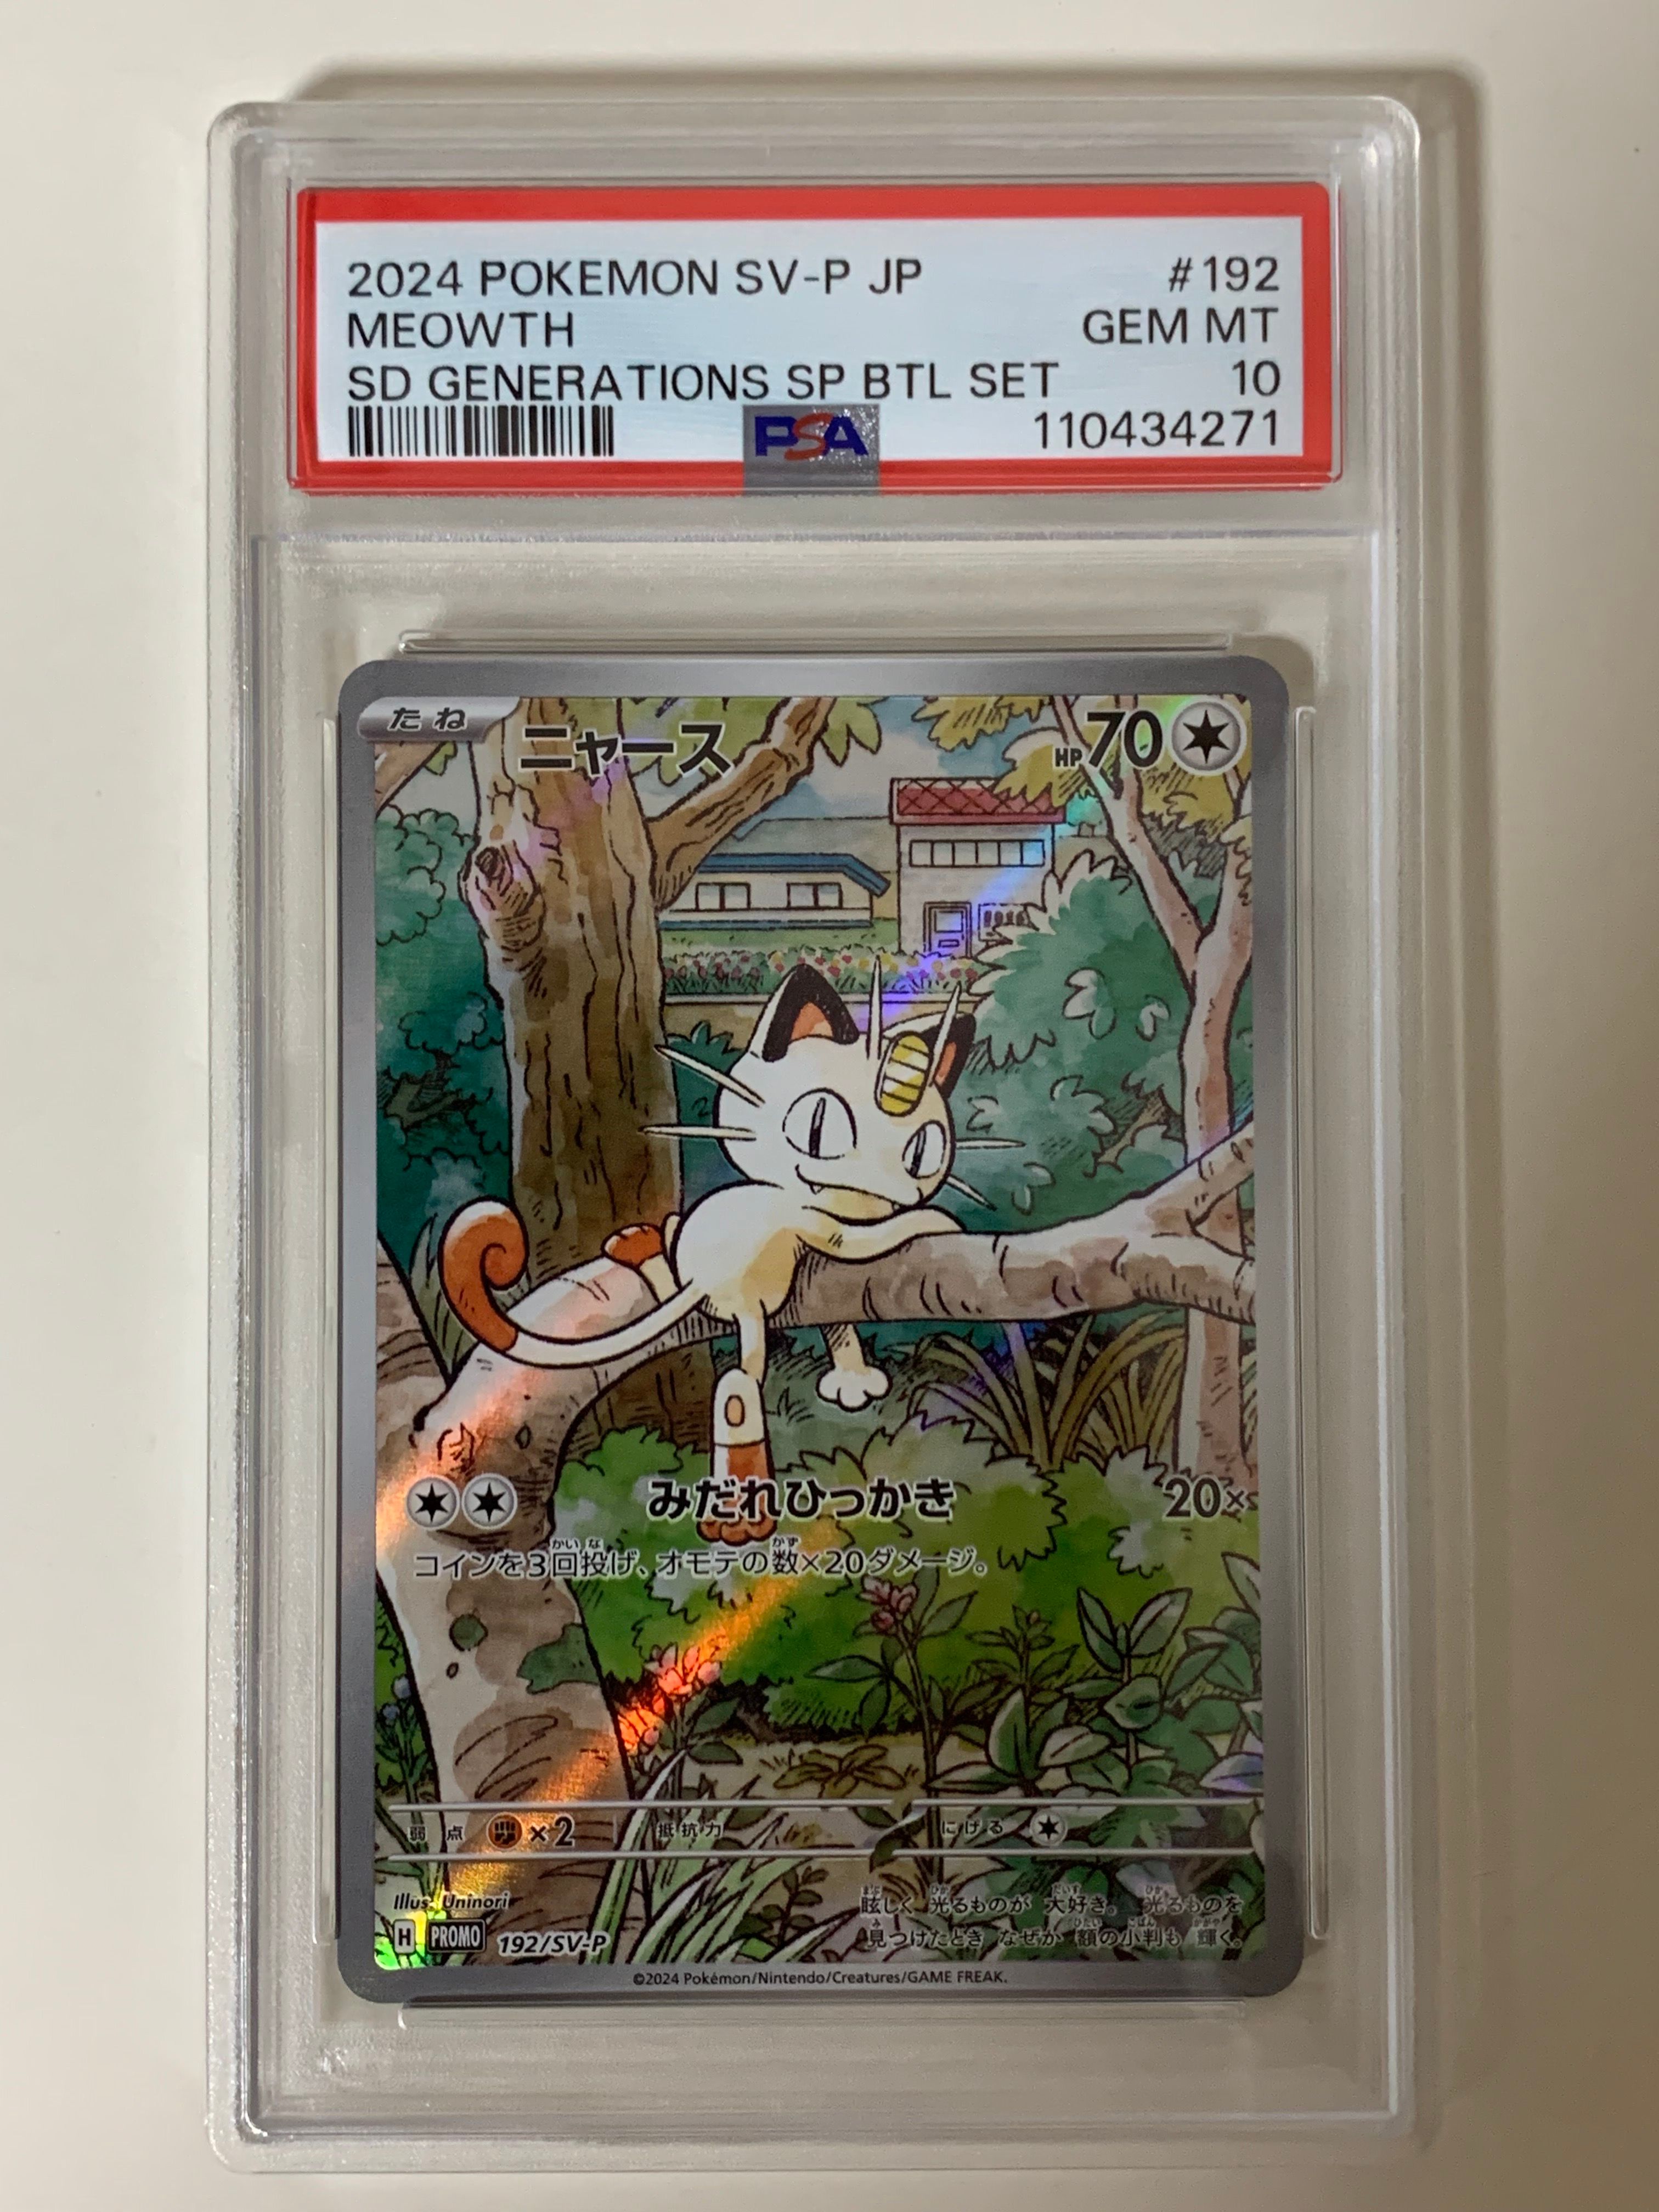 2024 POKEMON SV-P JP #192
MEOWTH GEM MT
SD GENERATIONS SP BTL SET 10
PSA 110434271
たね ニャース HP70
みだれひっかき 20×
コインを3回投げ、オモテの数×20ダメージ。
弱点 ×2 抵抗力 にげる
Illus. Uninori
眩しく 光るものが 大好き。 光るものを
見つけたとき なぜか 額の小判も 輝く。
H PROMO 192/SV-P
©2024 Pokémon/Nintendo/Creatures/GAME FREAK.